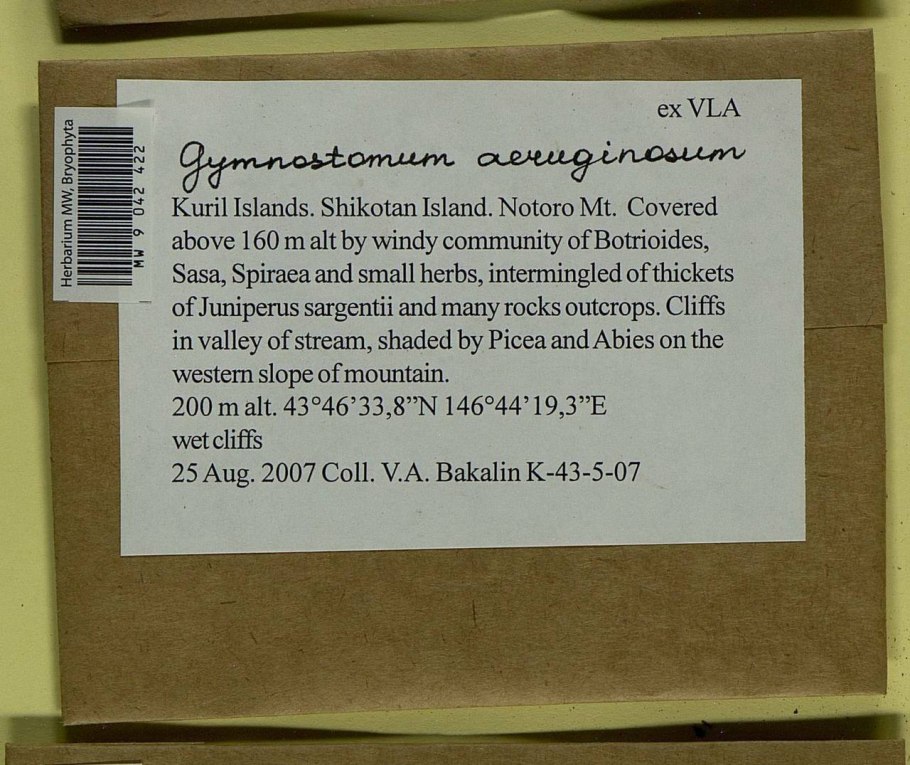 ex VLA
Gymnostomum aeruginosum
Kuril Islands. Shikotan Island. Notoro Mt. Covered
above 160 m alt by windy community of Botrioides,
Sasa, Spiraea and small herbs, intermingled of thickets
of Juniperus sargentii and many rocks outcrops. Cliffs
in valley of stream, shaded by Picea and Abies on the
western slope of mountain.
200 m alt. 43°46’33,8”N 146°44’19,3”E
wet cliffs
25 Aug. 2007 Coll. V.A. Bakalin K-43-5-07
Herbarium MW, Bryophyta
MW 9 042 422